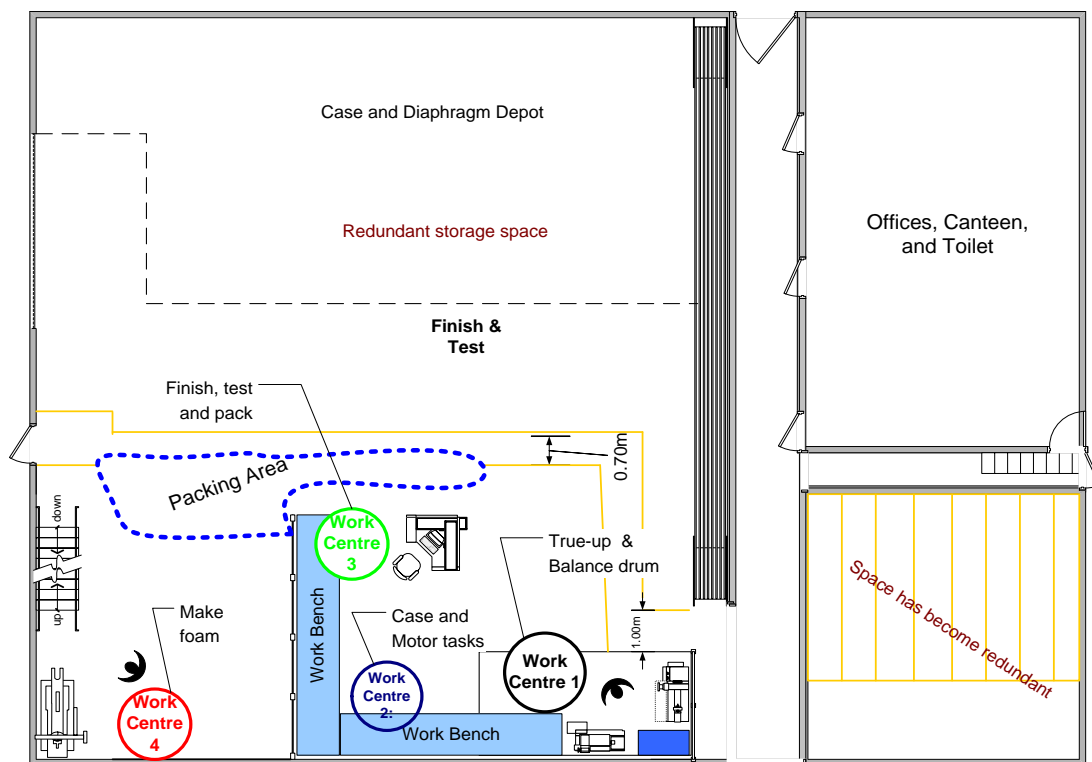 Case and Diaphragm Depot
Redundant storage space
Offices, Canteen,
and Toilet
Finish &
Test
Finish, test
and pack
0.70m
Packing Area
down
up
Work
Centre
3
True-up &
Balance drum
Space has become redundant
Make
foam
Case and
Motor tasks
1.00m
Work Bench
Work
Centre 1
Work
Centre
2:
Work
Centre
4
Work Bench